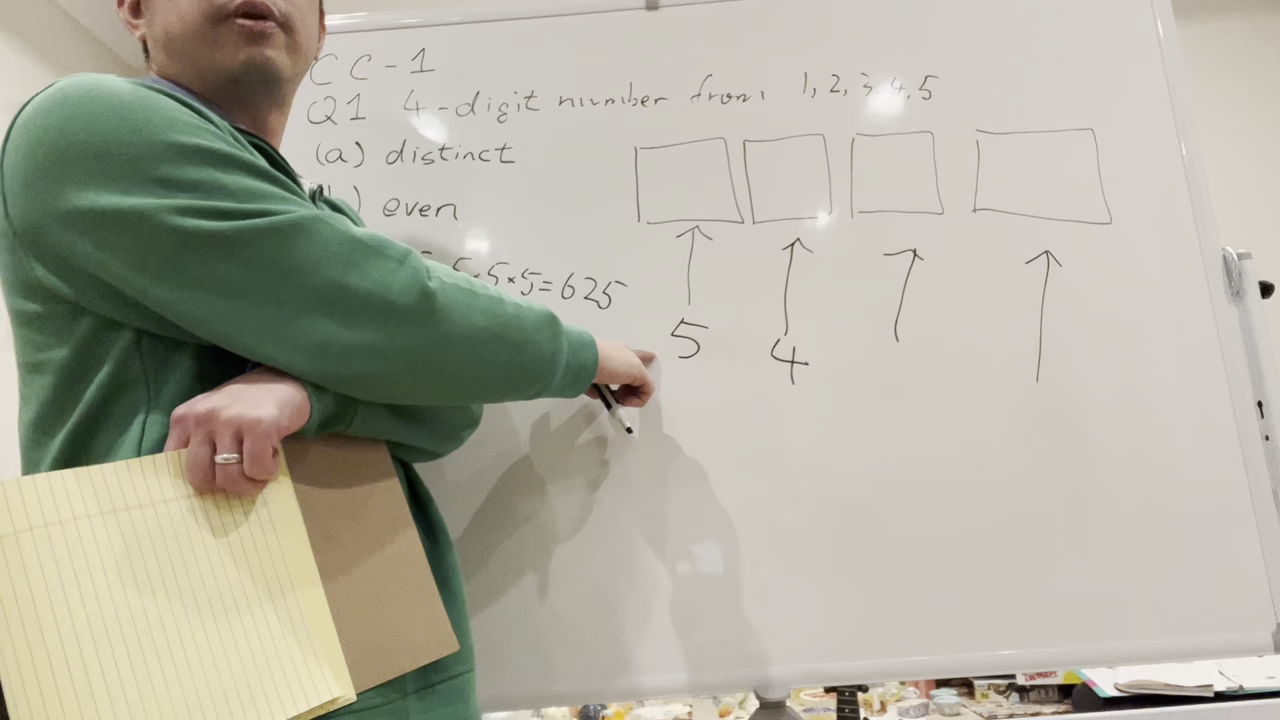 CC-1
Q1 4-digit number from 1, 2, 3, 4, 5
(a) distinct
) even
5×5=625
5
4